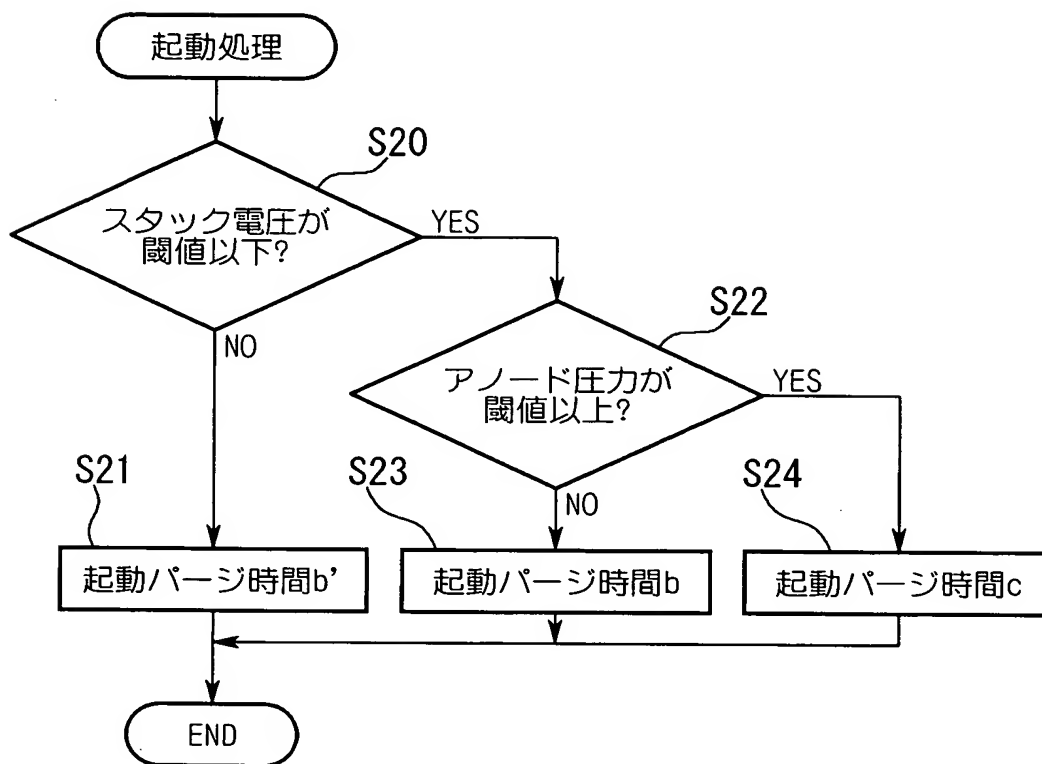 起動処理
S20
スタック電圧が
閾値以下?
YES
NO
S22
アノード圧力が
閾値以上?
YES
NO
S21
S23
S24
起動パージ時間b'
起動パージ時間b
起動パージ時間c
END